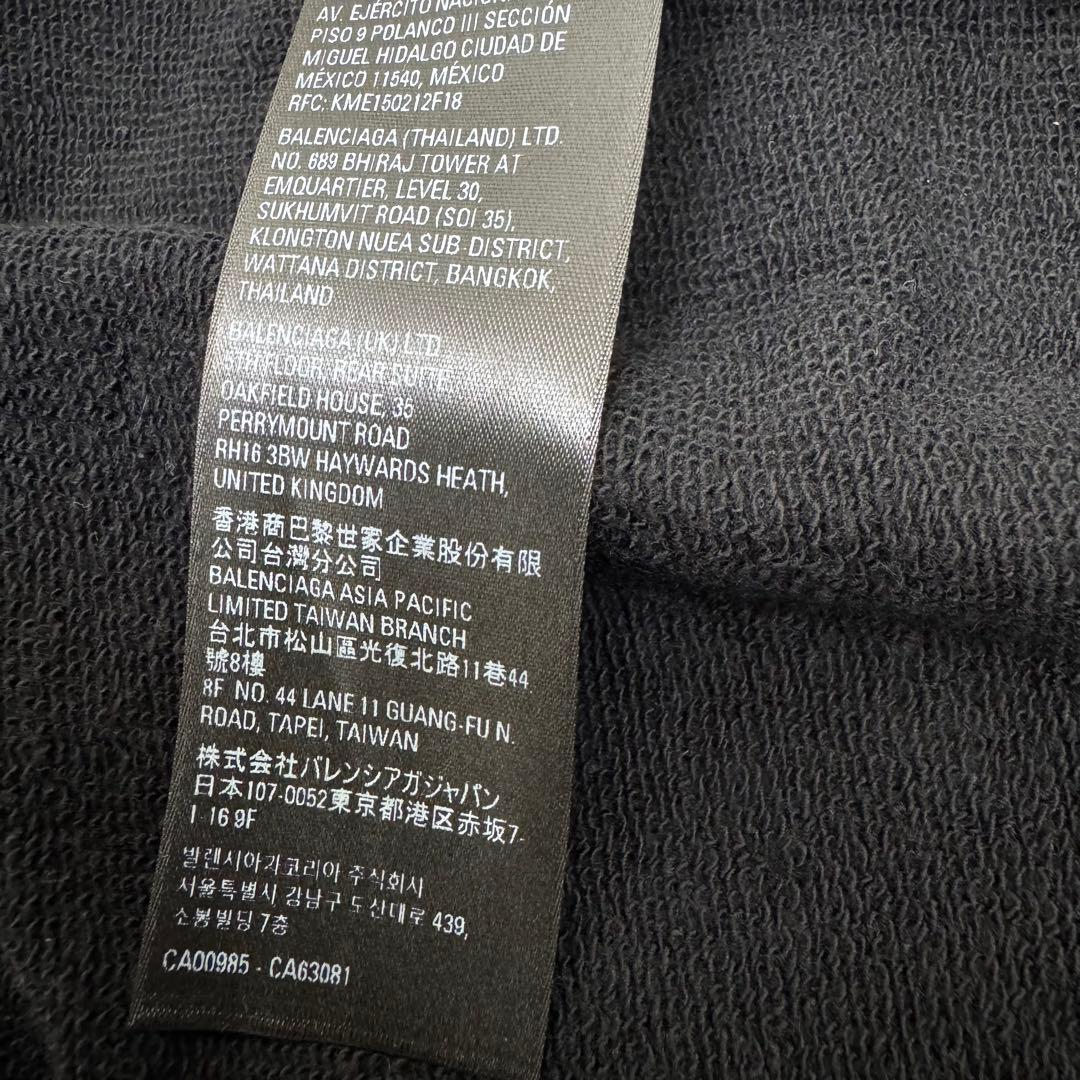 AV. EJÉRCITO NACIONAL
PISO 9 POLANCO III SECCIÓN
MIGUEL HIDALGO CIUDAD DE
MÉXICO 11540, MÉXICO
RFC: KME150212F18
BALENCIAGA (THAILAND) LTD.
NO. 689 BHIRAJ TOWER AT
EMQUARTIER, LEVEL 30,
SUKHUMVIT ROAD (SOI 35),
KLONGTON NUEA SUB DISTRICT,
WATTANA DISTRICT, BANGKOK,
THAILAND
BALENCIAGA (UK) LTD
5TH FLOOR, REAR SUITE
OAKFIELD HOUSE, 35
PERRYMOUNT ROAD
RH16 3BW HAYWARDS HEATH,
UNITED KINGDOM
香港商巴黎世家企業股份有限
公司台灣分公司
BALENCIAGA ASIA PACIFIC
LIMITED TAIWAN BRANCH
台北市松山區光復北路11巷44
號8樓
8F NO. 44 LANE 11 GUANG-FU N.
ROAD, TAPEI, TAIWAN
株式会社バレンシアガジャパン
日本107-0052東京都港区赤坂7-
1-16 9F
발렌시아가코리아 주식회사
서울특별시 강남구 도산대로 439,
소봉빌딩 7층
CA00985 - CA63081